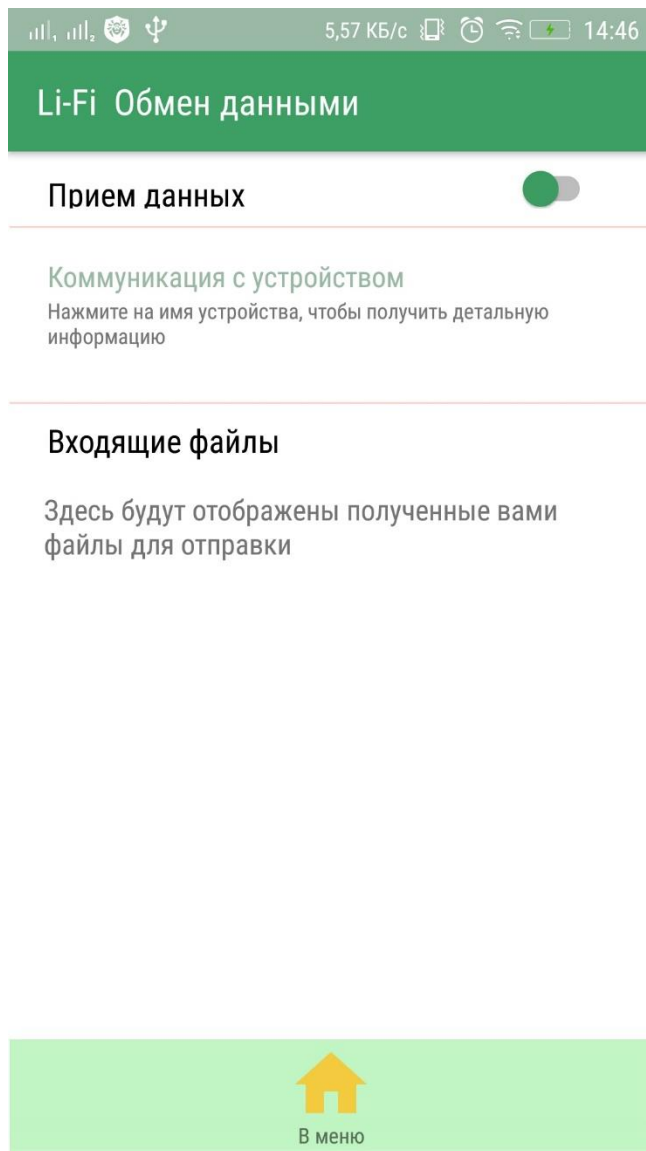 5,57 КБ/с 14:46
Li-Fi Обмен данными
Прием данных
Коммуникация с устройством
Нажмите на имя устройства, чтобы получить детальную
информацию
Входящие файлы
Здесь будут отображены полученные вами
файлы для отправки
В меню